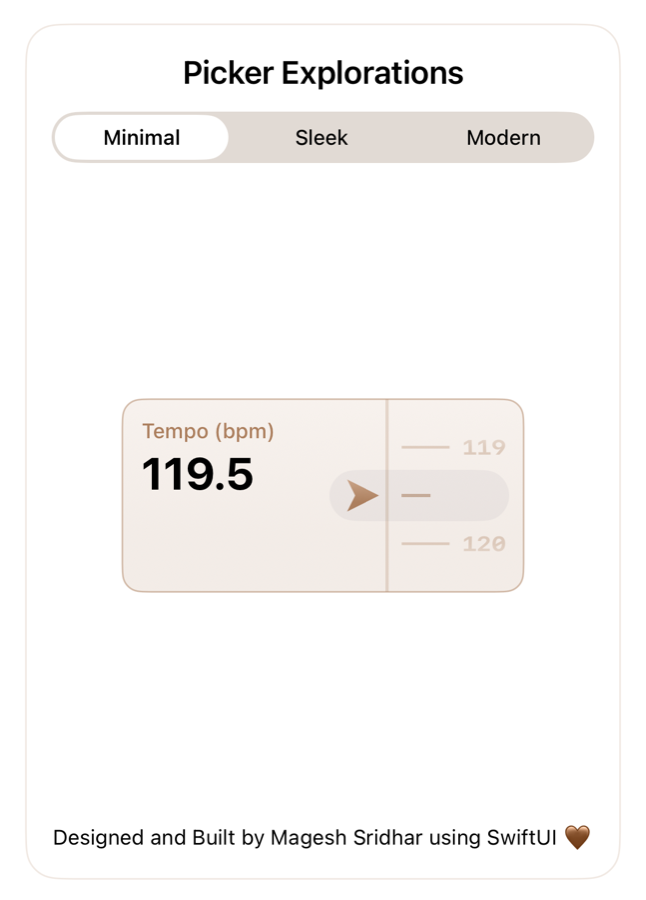 Picker Explorations
Minimal Sleek Modern
Tempo (bpm)
119.5
119
120
Designed and Built by Magesh Sridhar using SwiftUI 🤎